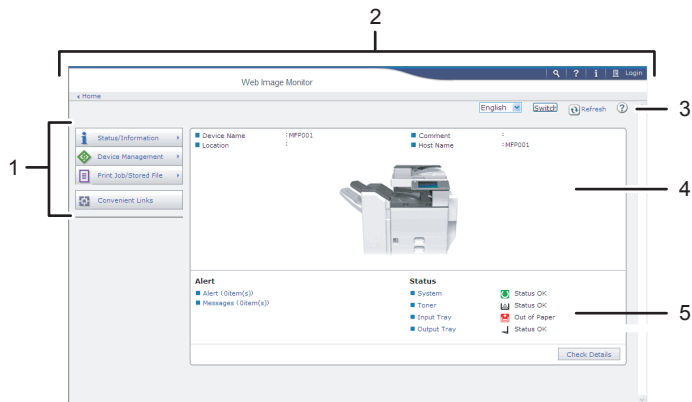 2
Login
Web Image Monitor
Home
English Switch Refresh ? 3
1
Status/Information
Device Management
Print Job/Stored File
Convenient Links
Device Name : MFP001 Comment :
Location : Host Name : MFP001
4
Alert Status
Alert (0item(s)) System Status OK
Messages (0item(s)) Toner Status OK
Input Tray Out of Paper 5
Output Tray Status OK
Check Details